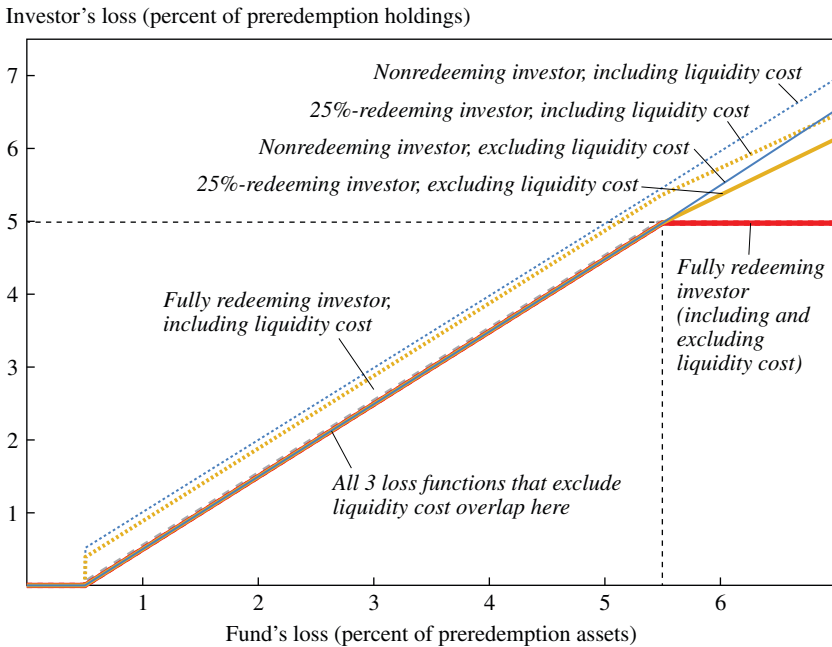 Investor's loss (percent of preredemption holdings)
7
Nonredeeming investor, including liquidity cost
25%-redeeming investor, including liquidity cost
6
Nonredeeming investor, excluding liquidity cost
25%-redeeming investor, excluding liquidity cost
5
Fully redeeming
investor
(including and
excluding
liquidity cost)
4
Fully redeeming investor,
including liquidity cost
3
2
All 3 loss functions that exclude
liquidity cost overlap here
1
1 2 3 4 5 6
Fund's loss (percent of preredemption assets)